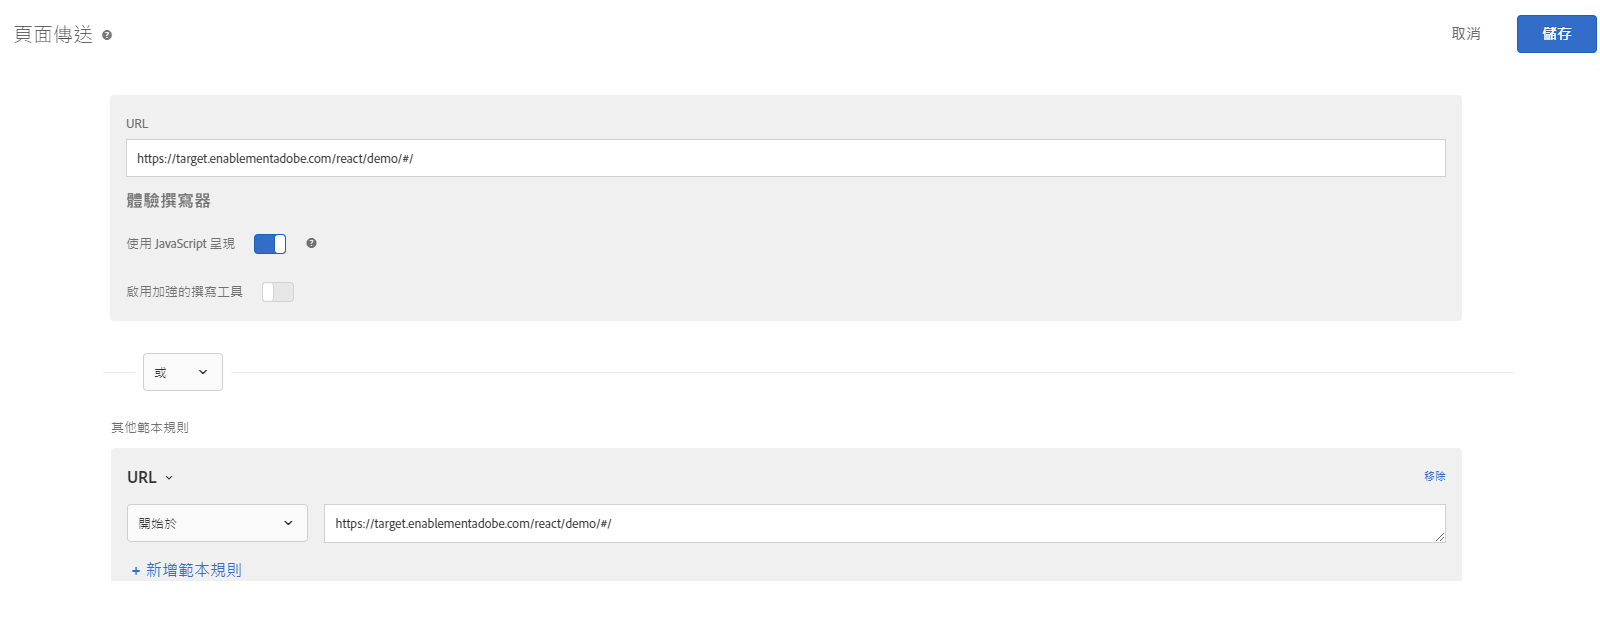 頁面傳送
取消
儲存
URL
https://target.enablementadobe.com/react/demo/#/
體驗撰寫器
使用 JavaScript 呈現
啟用加強的撰寫工具
或
其他範本規則
URL
移除
開始於
https://target.enablementadobe.com/react/demo/#/
+ 新增範本規則